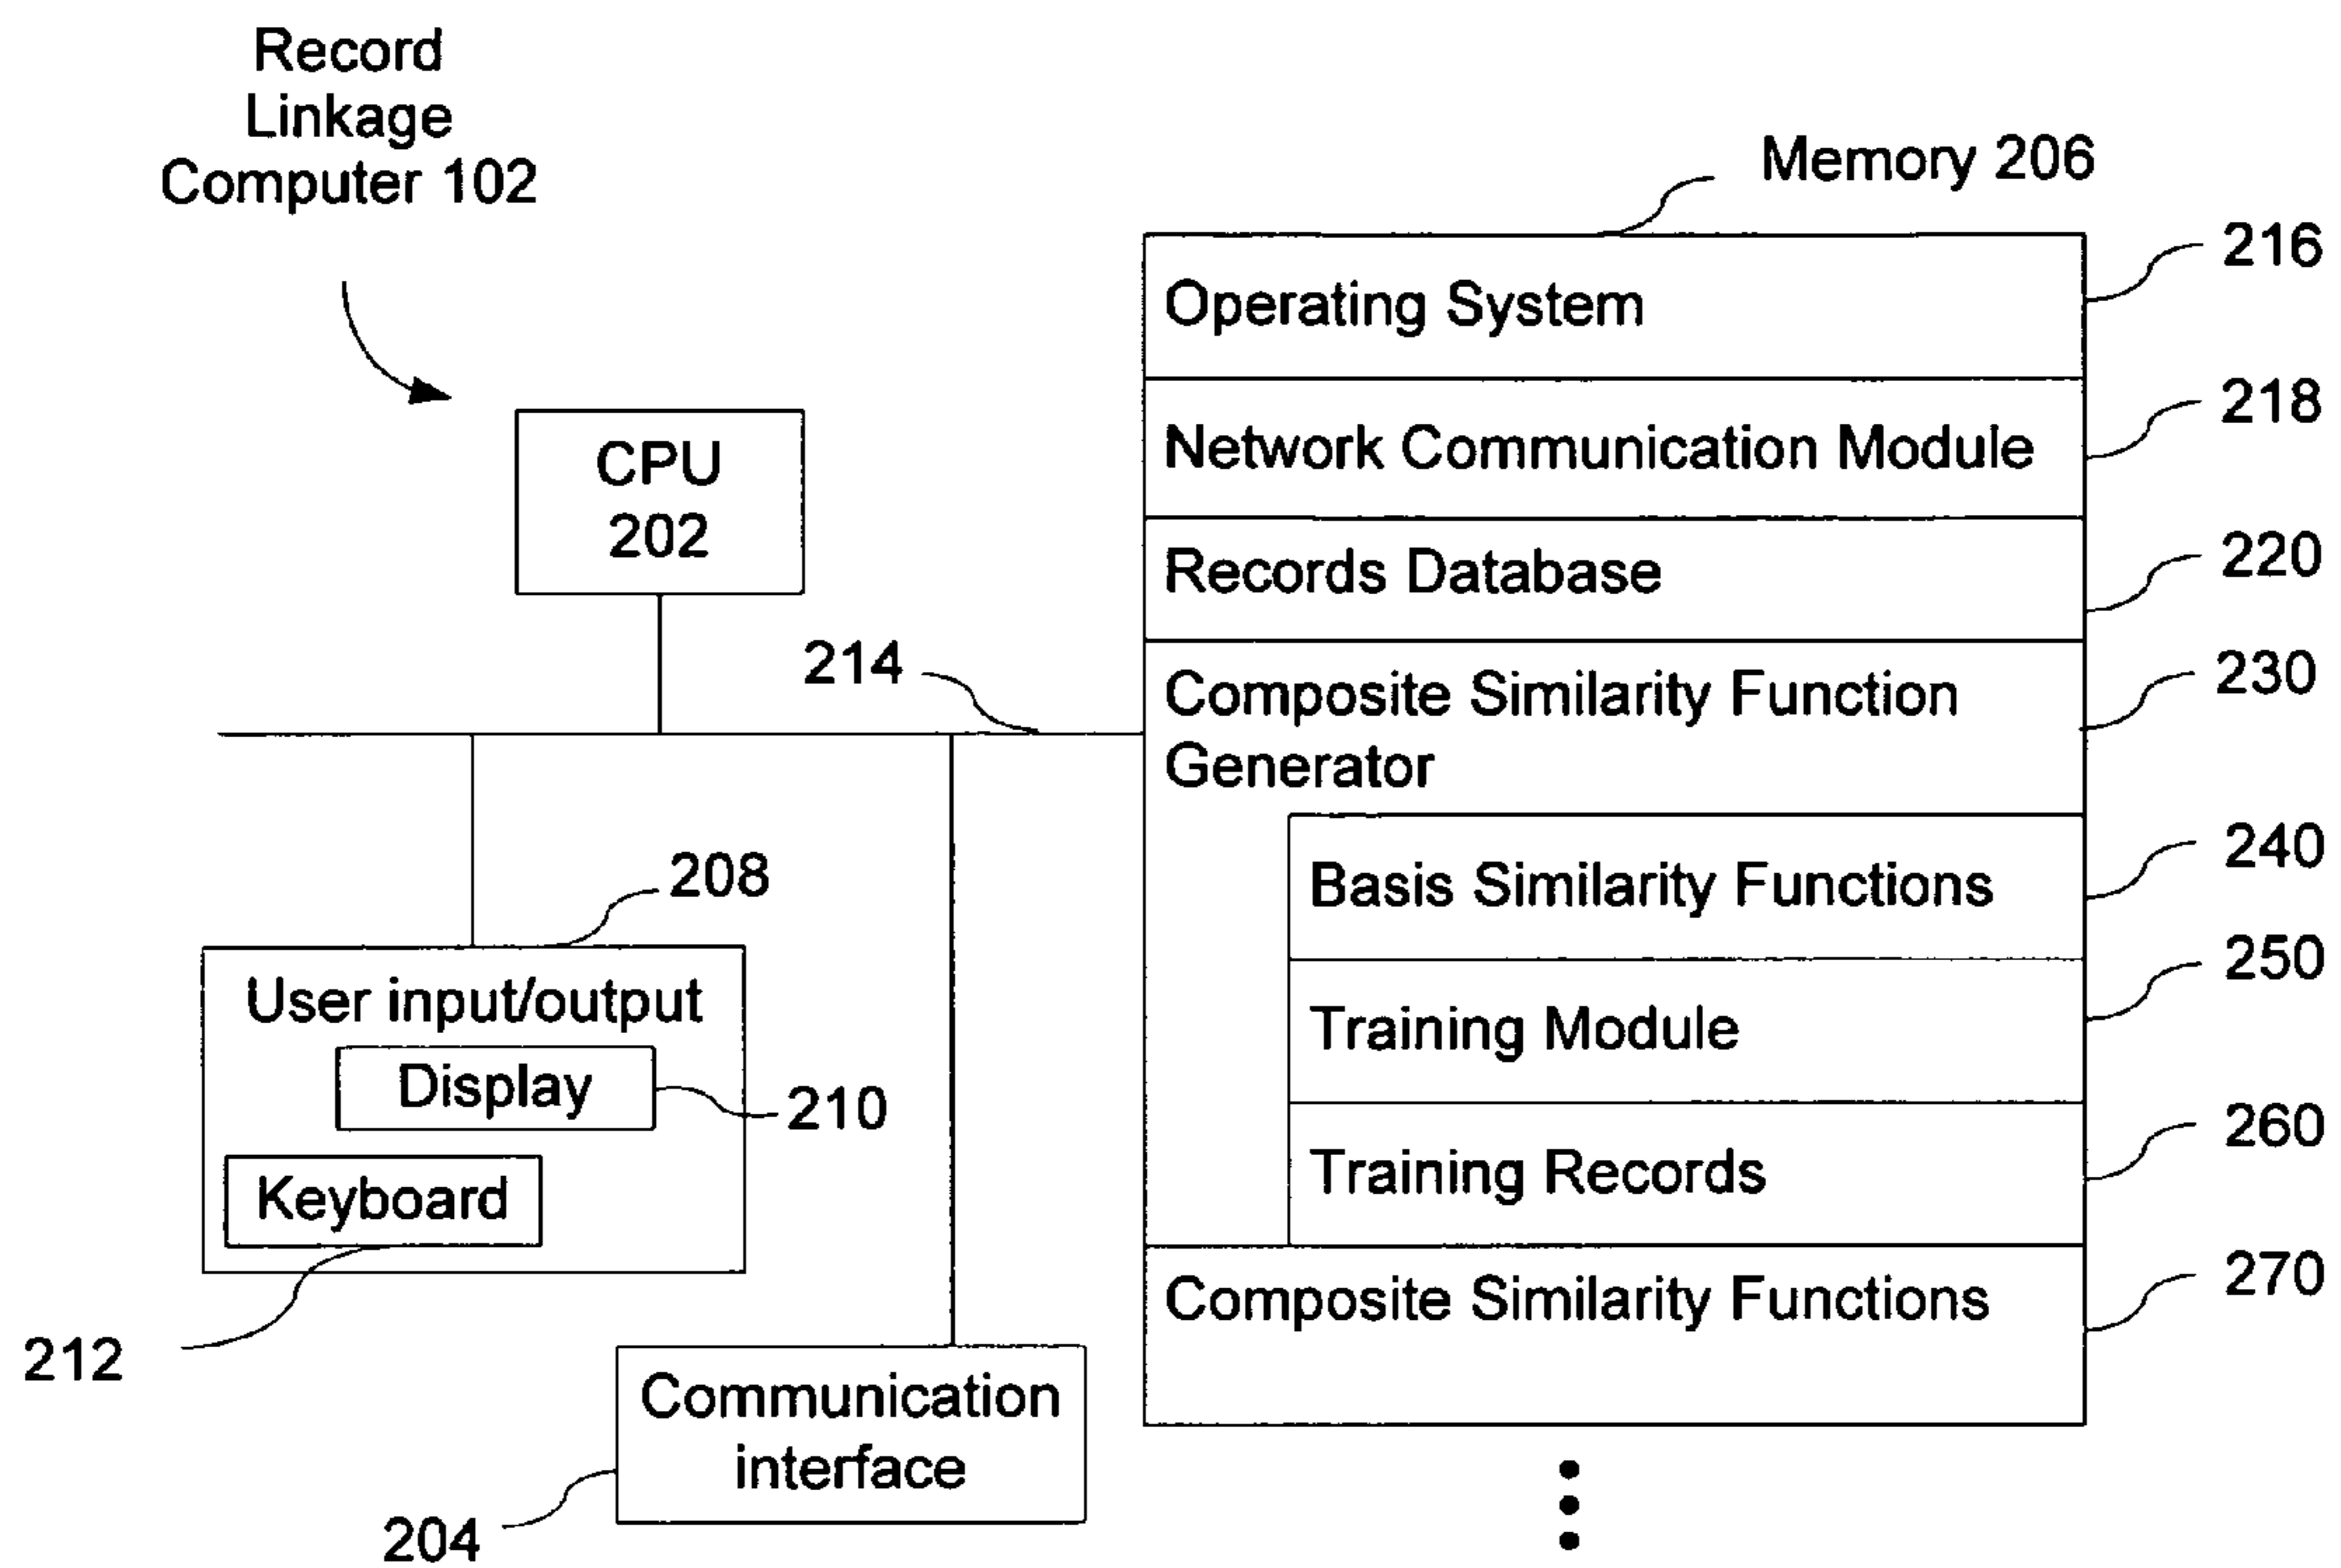 Record
Linkage
Computer 102
Memory 206
Operating System
216
Network Communication Module
218
Records Database
220
Composite Similarity Function
Generator
230
Basis Similarity Functions
240
Training Module
250
Training Records
260
Composite Similarity Functions
270
CPU
202
214
208
User input/output
Display
210
Keyboard
212
Communication
interface
204